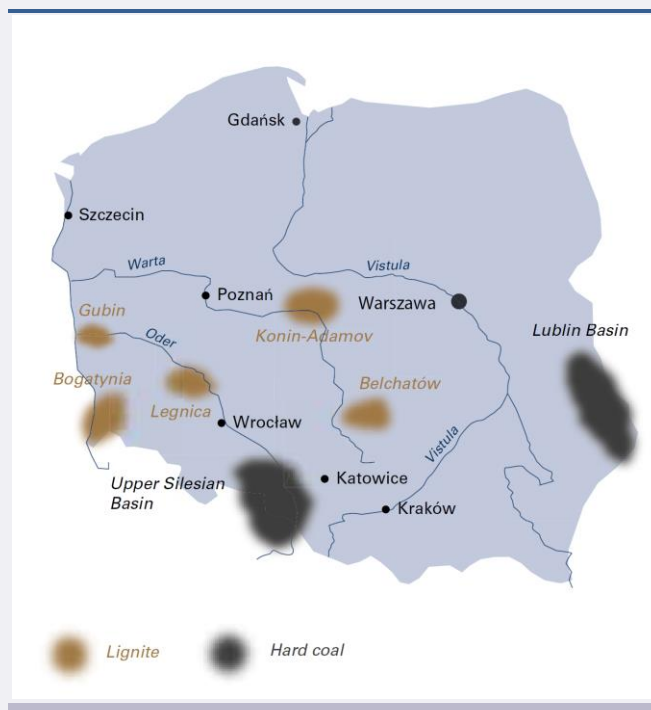 Gdańsk
Szczecin
Warta
Vistula
Poznań
Warszawa
Gubin
Oder
Konin-Adamov
Lublin Basin
Bogatynia
Belchatów
Legnica
Wrocław
Vistula
Upper Silesian
Basin
Katowice
Kraków
Lignite
Hard coal